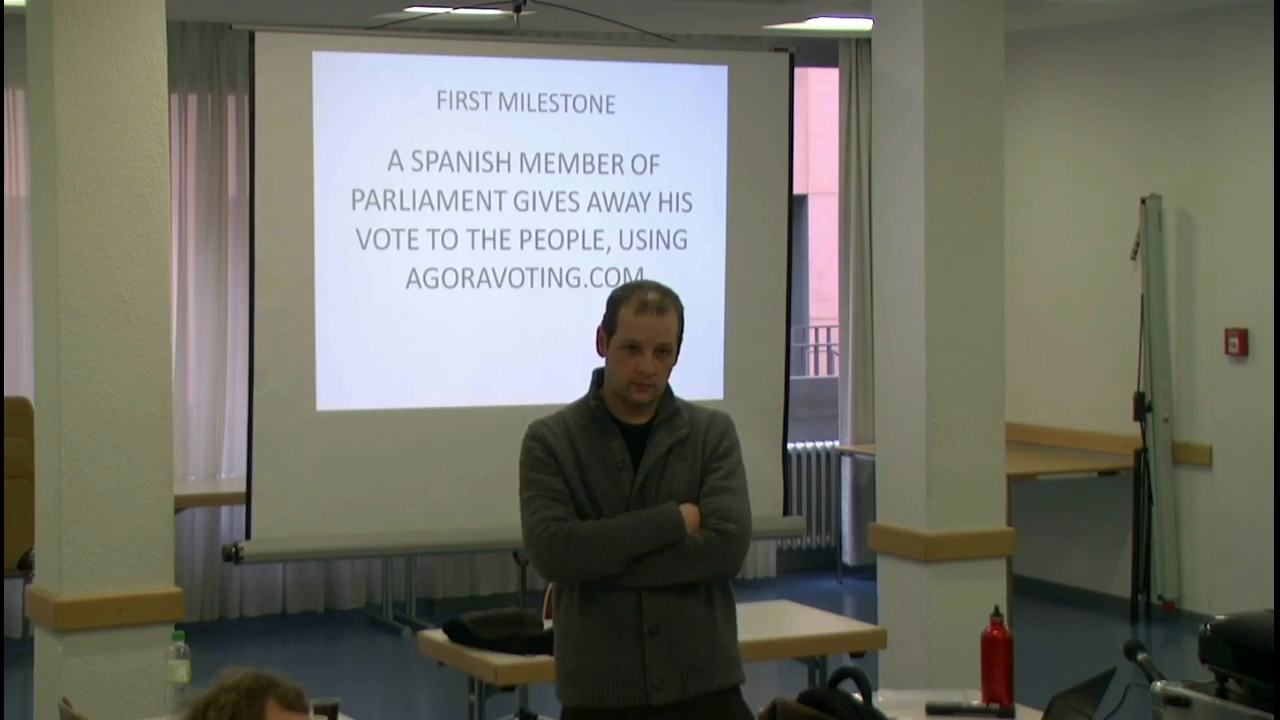 FIRST MILESTONE
A SPANISH MEMBER OF
PARLIAMENT GIVES AWAY HIS
VOTE TO THE PEOPLE, USING
AGORAVOTING.COM